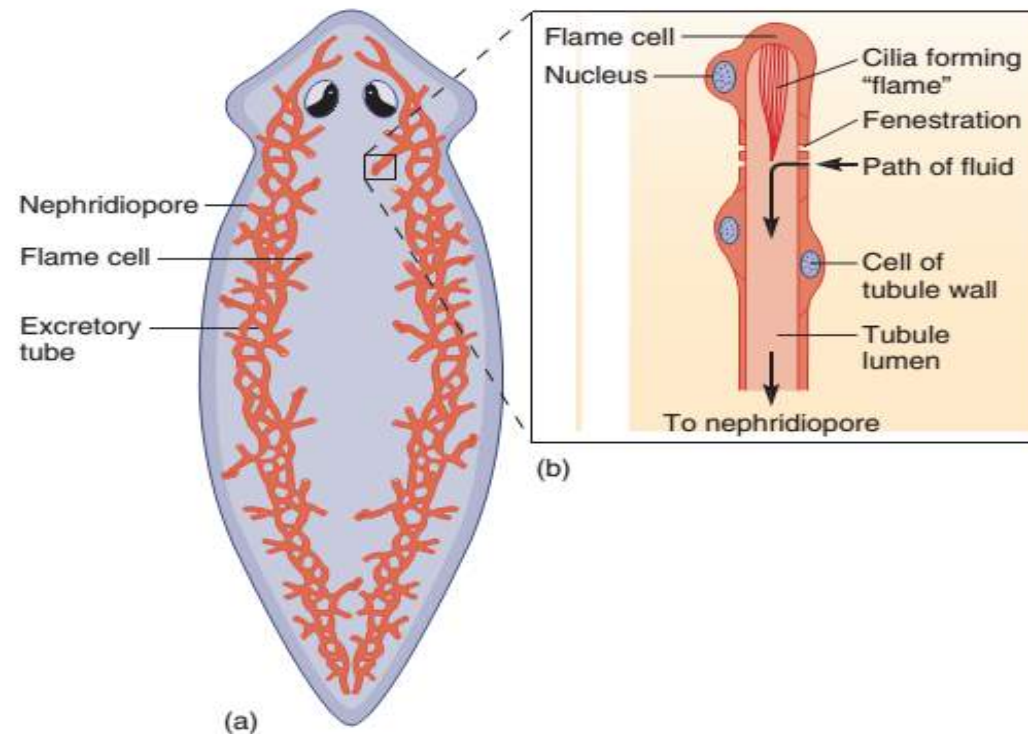 Nephridiopore
Flame cell
Excretory
tube
(a)
Flame cell
Nucleus
Cilia forming
“flame”
Fenestration
Path of fluid
Cell of
tubule wall
Tubule
lumen
To nephridiopore
(b)